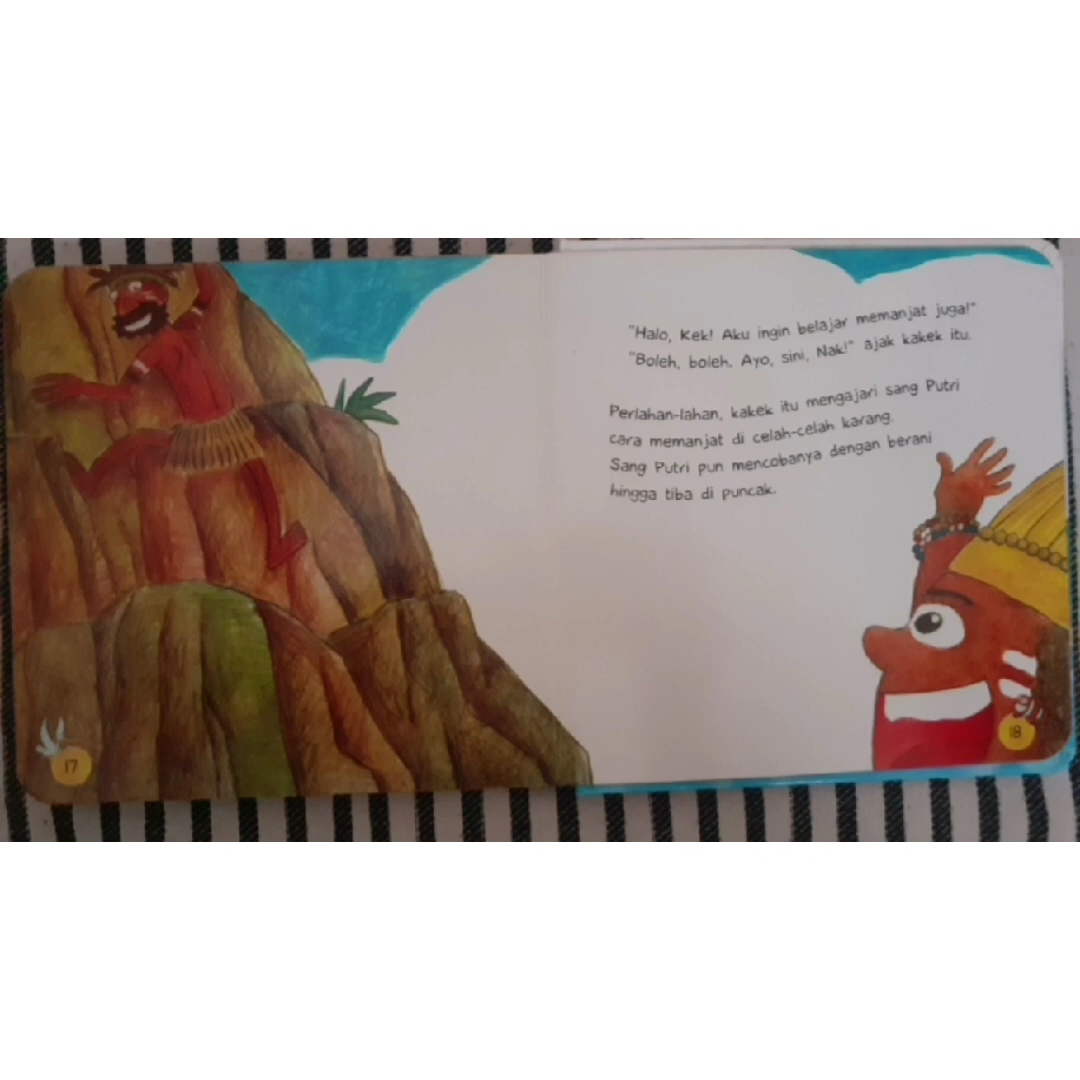 "Halo, Kek! Aku ingin belajar memanjat juga!"
"Boleh, boleh. Ayo, sini, Nak!" ajak kakek itu.
Perlahan-lahan, kakek itu mengajari sang Putri
cara memanjat di celah-celah karang.
Sang Putri pun mencobanya dengan berani
hingga tiba di puncak.
17
18